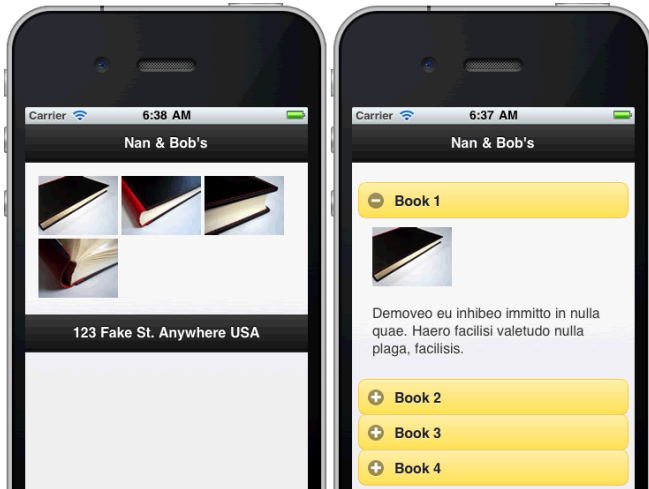 Carrier 6:38 AM
Nan & Bob's
123 Fake St. Anywhere USA
Carrier 6:37 AM
Nan & Bob's
Book 1
Demoveo eu inhibeo immitto in nulla
quae. Haero facilisi valetudo nulla
plaga, facilisis.
Book 2
Book 3
Book 4